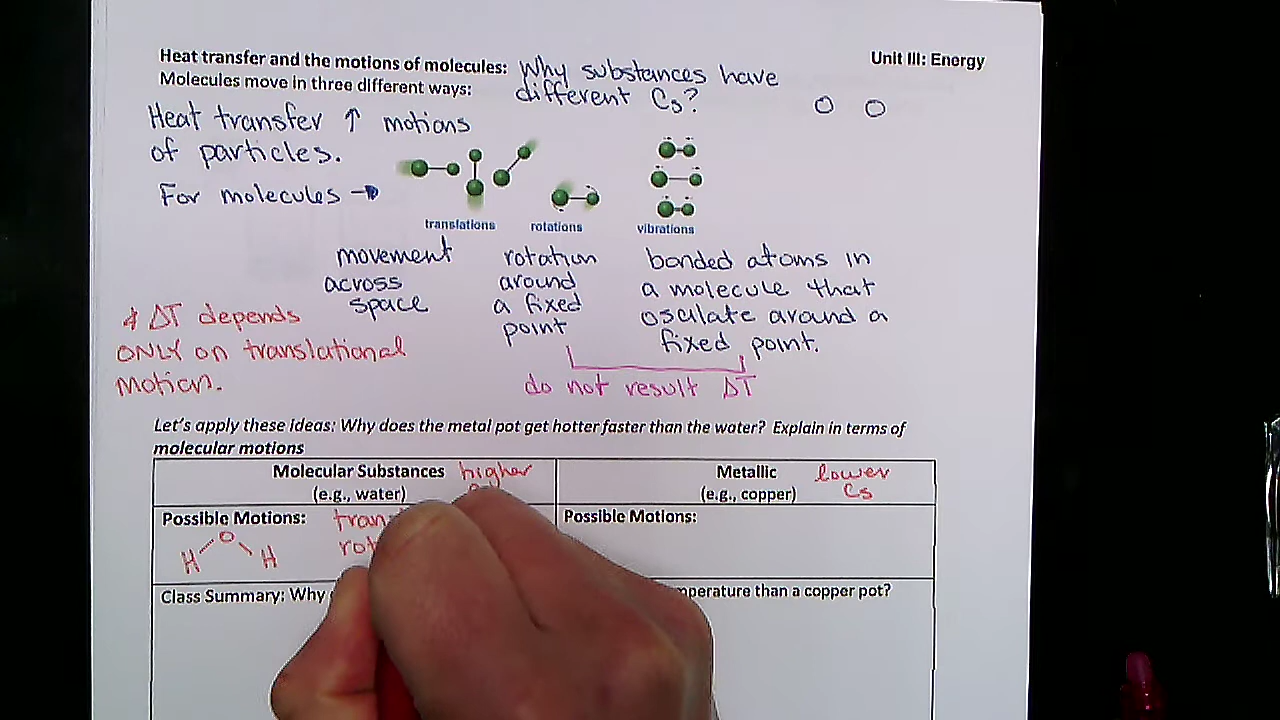 Heat transfer and the motions of molecules: Why substances have
Unit III: Energy
Molecules move in three different ways: different Cs?
Heat transfer ↑ motions
of particles.
For molecules →
translations rotations vibrations
movement
across
space
rotation
around
a fixed
point
bonded atoms in
a molecule that
osculate around a
fixed point.
* ΔT depends
ONLY on translational
motion.
do not result ΔT
Let's apply these ideas: Why does the metal pot get hotter faster than the water? Explain in terms of
molecular motions
Molecular Substances higher
(e.g., water)
Metallic lower
(e.g., copper) Cs
Possible Motions:
H O H
Possible Motions:
Class Summary: Why
than a copper pot?